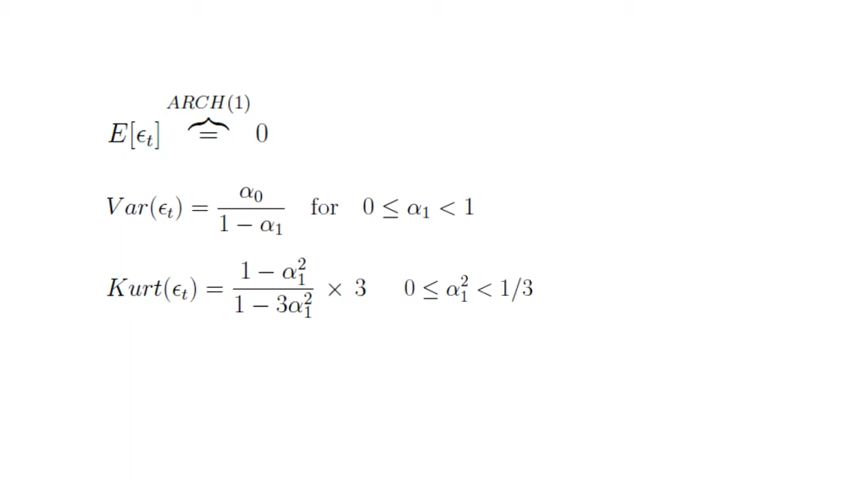 ARCH(1)
E[ϵ_t] = 0
Var(ϵ_t) = α_0 / (1 − α_1) for 0 ≤ α_1 < 1
Kurt(ϵ_t) = (1 − α_1^2) / (1 − 3α_1^2) × 3 0 ≤ α_1^2 < 1/3